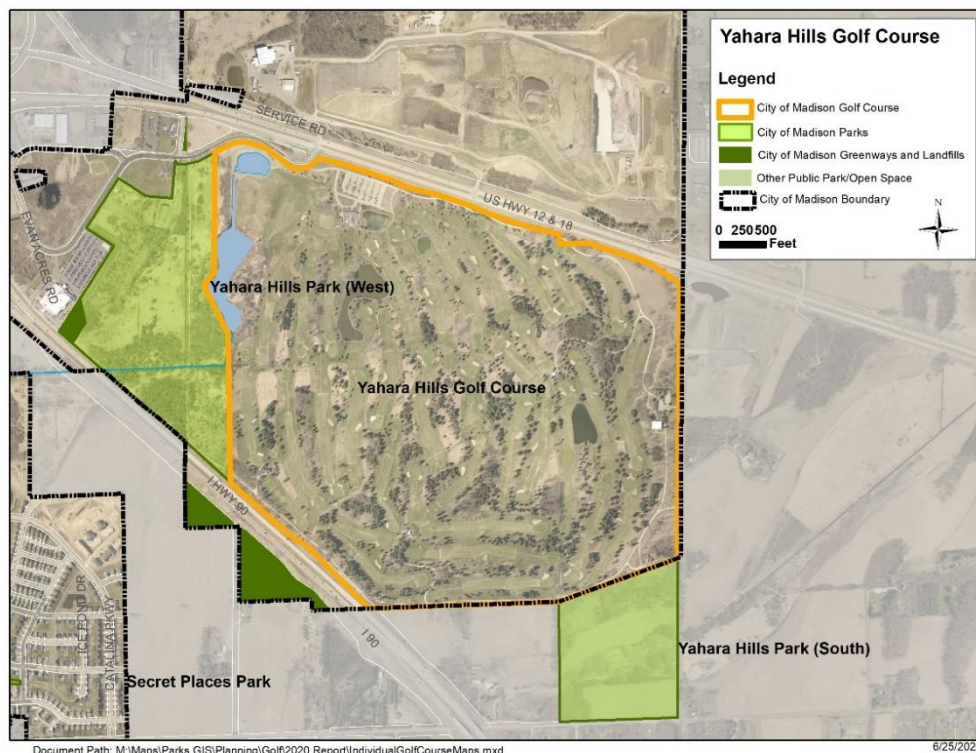 Yahara Hills Golf Course
Legend
City of Madison Golf Course
City of Madison Parks
City of Madison Greenways and Landfills
Other Public Park/Open Space
City of Madison Boundary
N
0 250500
Feet
SERVICE RD
US HWY 12 & 18
EVAN ACRES RD
Yahara Hills Park (West)
Yahara Hills Golf Course
I HWY 90
I 90
ICE POND DR
CATALINA PKWY
Secret Places Park
Yahara Hills Park (South)
Document Path: M:\Maps\Parks GIS\Planning\Golf\2020 Report\IndividualGolfCourseMaps.mxd
6/25/202